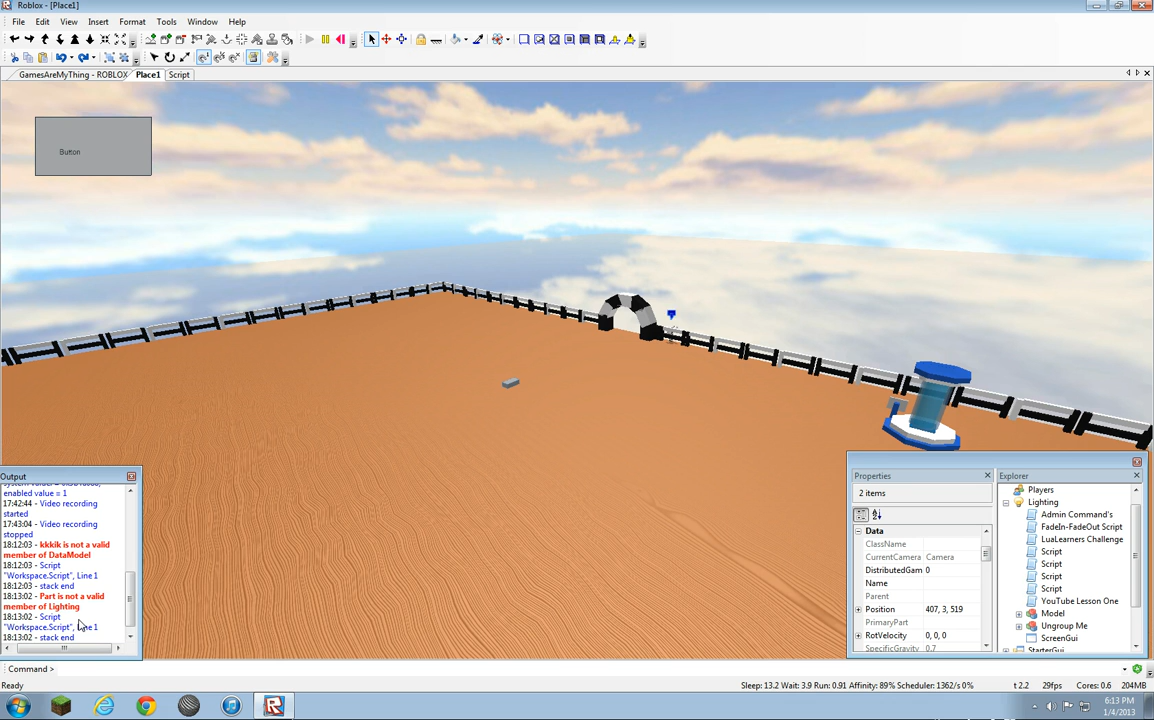 Roblox - [Place1]
File Edit View Insert Format Tools Window Help
GamesAreMyThing - ROBLOX Place1 Script
Button
Output
enabled value = 1
17:42:44 - Video recording
started
17:43:04 - Video recording
stopped
18:12:03 - kkkik is not a valid
member of DataModel
18:12:03 - Script
"Workspace.Script", Line 1
18:12:03 - stack end
18:13:02 - Part is not a valid
member of Lighting
18:13:02 - Script
"Workspace.Script", Line 1
18:13:02 - stack end
Properties
2 items
Data
ClassName
CurrentCamera Camera
DistributedGam 0
Name
Parent
Position 407, 3, 519
PrimaryPart
RotVelocity 0, 0, 0
SpecificGravity 0.7
Explorer
Players
Lighting
Admin Command's
FadeIn-FadeOut Script
LuaLearners Challenge
Script
Script
Script
Script
YouTube Lesson One
Model
Ungroup Me
ScreenGui
StarterGui
Command >
Ready
Sleep: 13.2 Wait: 3.9 Run: 0.91 Affinity: 89% Scheduler: 1362/s 0% t 2.2 29fps Cores: 0.6 204MB
6:13 PM
1/4/2013